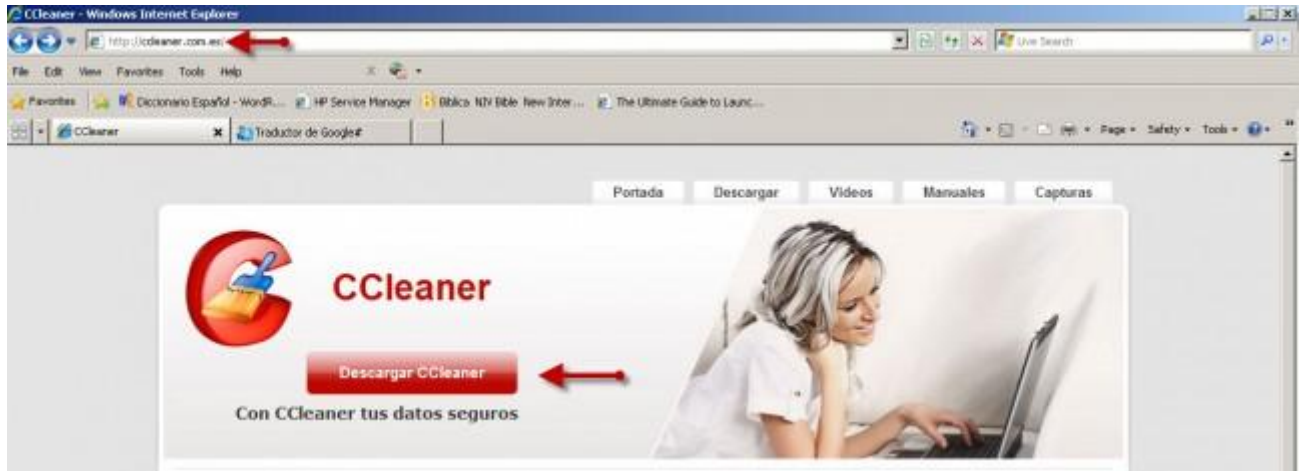 CCleaner - Windows Internet Explorer
http://ccleaner.com.es/
Live Search
File Edit View Favorites Tools Help
Favorites Diccionario Español - WordR... HP Service Manager Biblica NIV Bible New Inter... The Ultimate Guide to Launc...
CCleaner Traductor de Google# Page Safety Tools
Portada Descargar Videos Manuales Capturas
CCleaner
Descargar CCleaner
Con CCleaner tus datos seguros